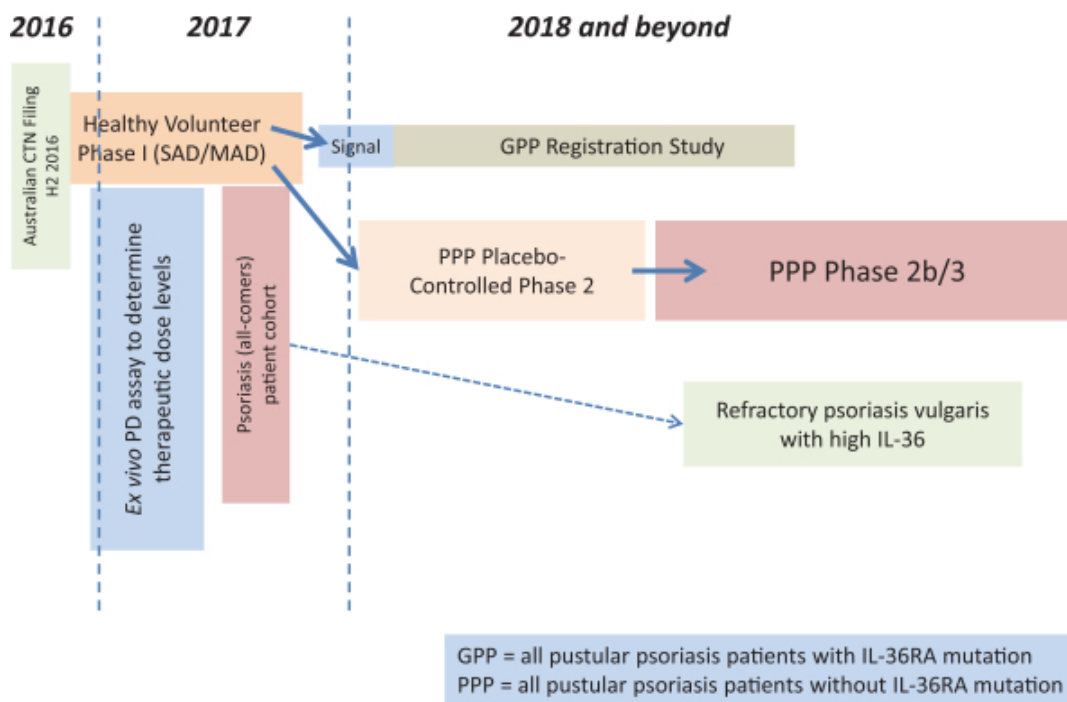 2016
2017
2018 and beyond
Australian CTN Filing
H2 2016
Healthy Volunteer
Phase I (SAD/MAD)
Signal
GPP Registration Study
Ex vivo PD assay to determine
therapeutic dose levels
Psoriasis (all-comers)
patient cohort
PPP Placebo-
Controlled Phase 2
PPP Phase 2b/3
Refractory psoriasis vulgaris
with high IL-36
GPP = all pustular psoriasis patients with IL-36RA mutation
PPP = all pustular psoriasis patients without IL-36RA mutation